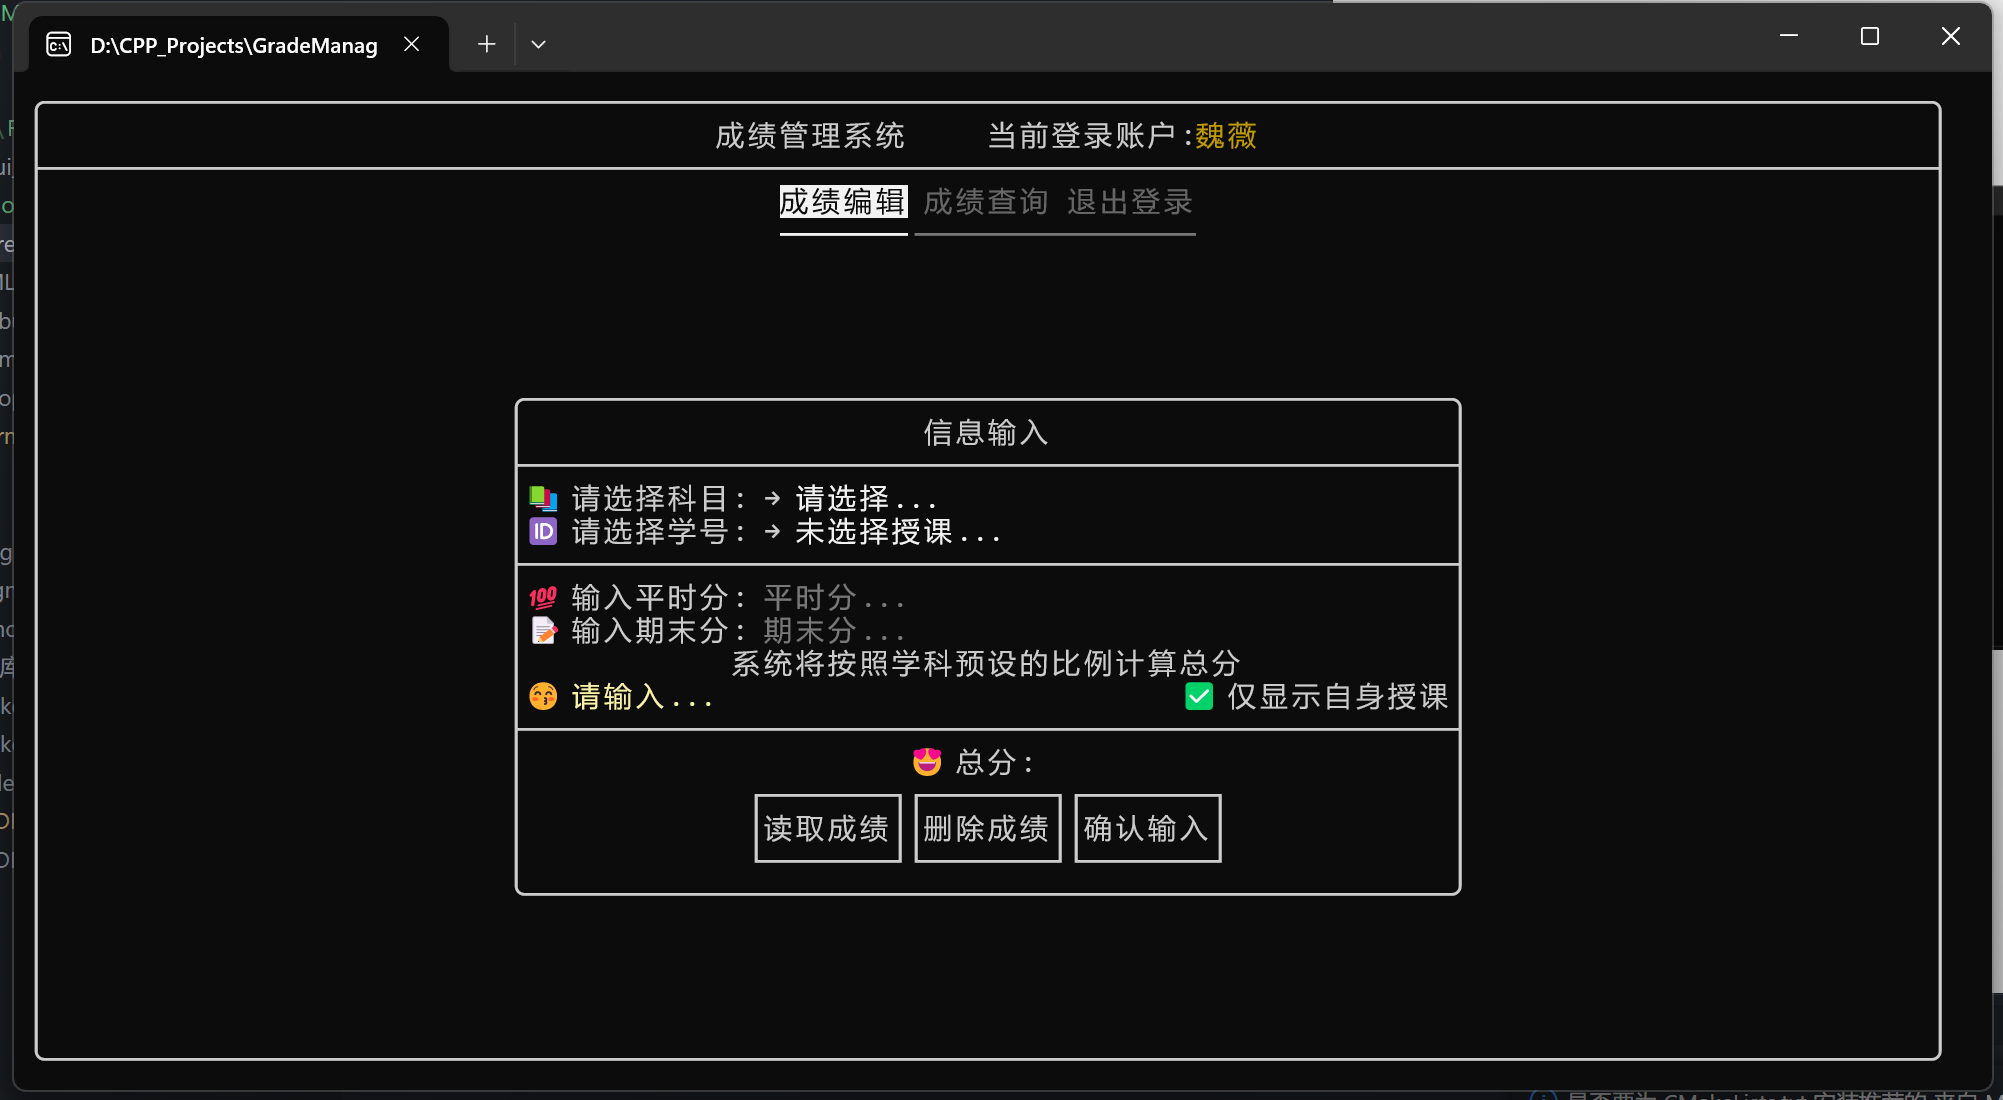 D:\CPP_Projects\GradeManag
成绩管理系统 当前登录账户:魏薇
成绩编辑 成绩查询 退出登录
信息输入
请选择科目: → 请选择...
ID 请选择学号: → 未选择授课...
💯 输入平时分: 平时分...
输入期末分: 期末分...
系统将按照学科预设的比例计算总分
请输入... ✅ 仅显示自身授课
总分:
读取成绩 删除成绩 确认输入